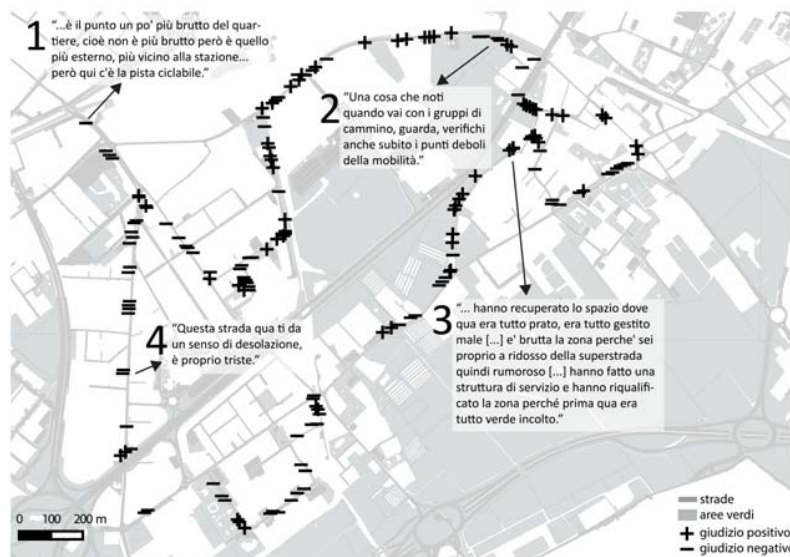 1
"...è il punto un po' più brutto del quar-
tiere, cioè non è più brutto però è quello
più esterno, più vicino alla stazione...
però qui c'è la pista ciclabile."
2
"Una cosa che noti
quando vai con i gruppi di
cammino, guarda, verifichi
anche subito i punti deboli
della mobilità."
3
"... hanno recuperato lo spazio dove
qua era tutto prato, era tutto gestito
male [...] e' brutta la zona perche' sei
proprio a ridosso della superstrada
quindi rumoroso [...] hanno fatto una
struttura di servizio e hanno riqualifi-
cato la zona perché prima qua era
tutto verde incolto."
4
"Questa strada qua ti da
un senso di desolazione,
è proprio triste."
0 100 200 m
strade
aree verdi
giudizio positivo
giudizio negativo